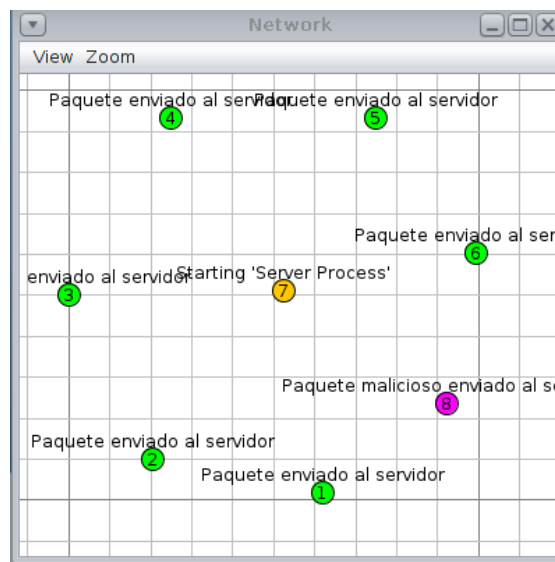 Network
View Zoom
Paquete enviado al servidor
Paquete enviado al servidor
4
5
Paquete enviado al ser
6
enviado al servidor
Starting 'Server Process'
3
7
Paquete malicioso enviado al se
8
Paquete enviado al servidor
2
Paquete enviado al servidor
1